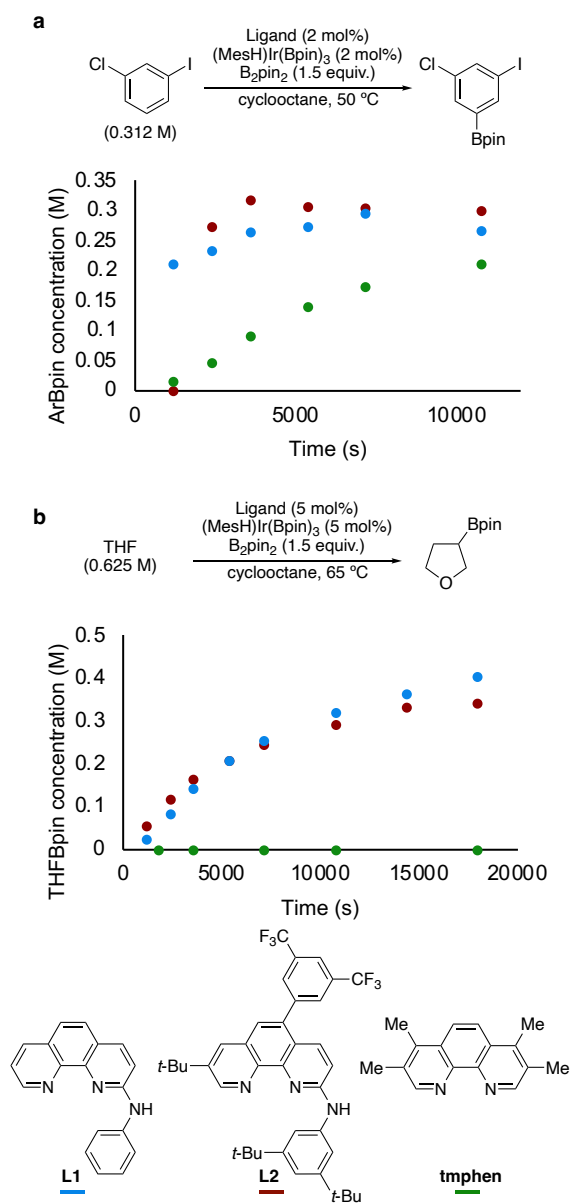 a
Ligand (2 mol%)
(MesH)Ir(Bpin)₃ (2 mol%)
B₂pin₂ (1.5 equiv.)
cyclooctane, 50 ºC
Cl
I
(0.312 M)
Cl
I
Bpin
ArBpin concentration (M)
0.35
0.3
0.25
0.2
0.15
0.1
0.05
0
0
5000
10000
Time (s)
b
THF
(0.625 M)
Ligand (5 mol%)
(MesH)Ir(Bpin)₃ (5 mol%)
B₂pin₂ (1.5 equiv.)
cyclooctane, 65 ºC
Bpin
O
THFBpin concentration (M)
0.5
0.4
0.3
0.2
0.1
0
0
5000
10000
15000
20000
Time (s)
N
N
NH
L1
F₃C
CF₃
t-Bu
N
N
NH
t-Bu
t-Bu
L2
Me
Me
Me
Me
N
N
tmphen